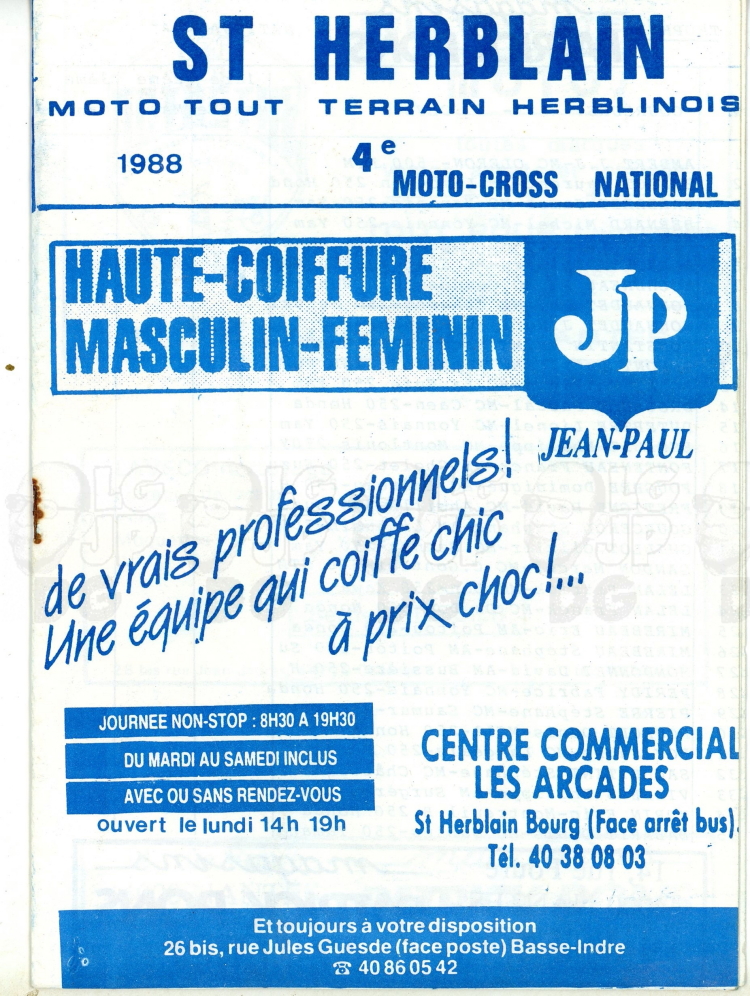 ST HERBLAIN
MOTO TOUT TERRAIN HERBLINOIS
1988
4e
MOTO-CROSS NATIONAL
HAUTE-COIFFURE
MASCULIN-FEMININ
JP
JEAN-PAUL
de vrais professionnels!
Une équipe qui coiffe chic
à prix choc!...
JOURNEE NON-STOP : 8H30 A 19H30
DU MARDI AU SAMEDI INCLUS
AVEC OU SANS RENDEZ-VOUS
ouvert le lundi 14h 19h
CENTRE COMMERCIAL
LES ARCADES
St Herblain Bourg (Face arrêt bus).
Tél. 40 38 08 03
Et toujours à votre disposition
26 bis, rue Jules Guesde (face poste) Basse-Indre
☎ 40 86 05 42